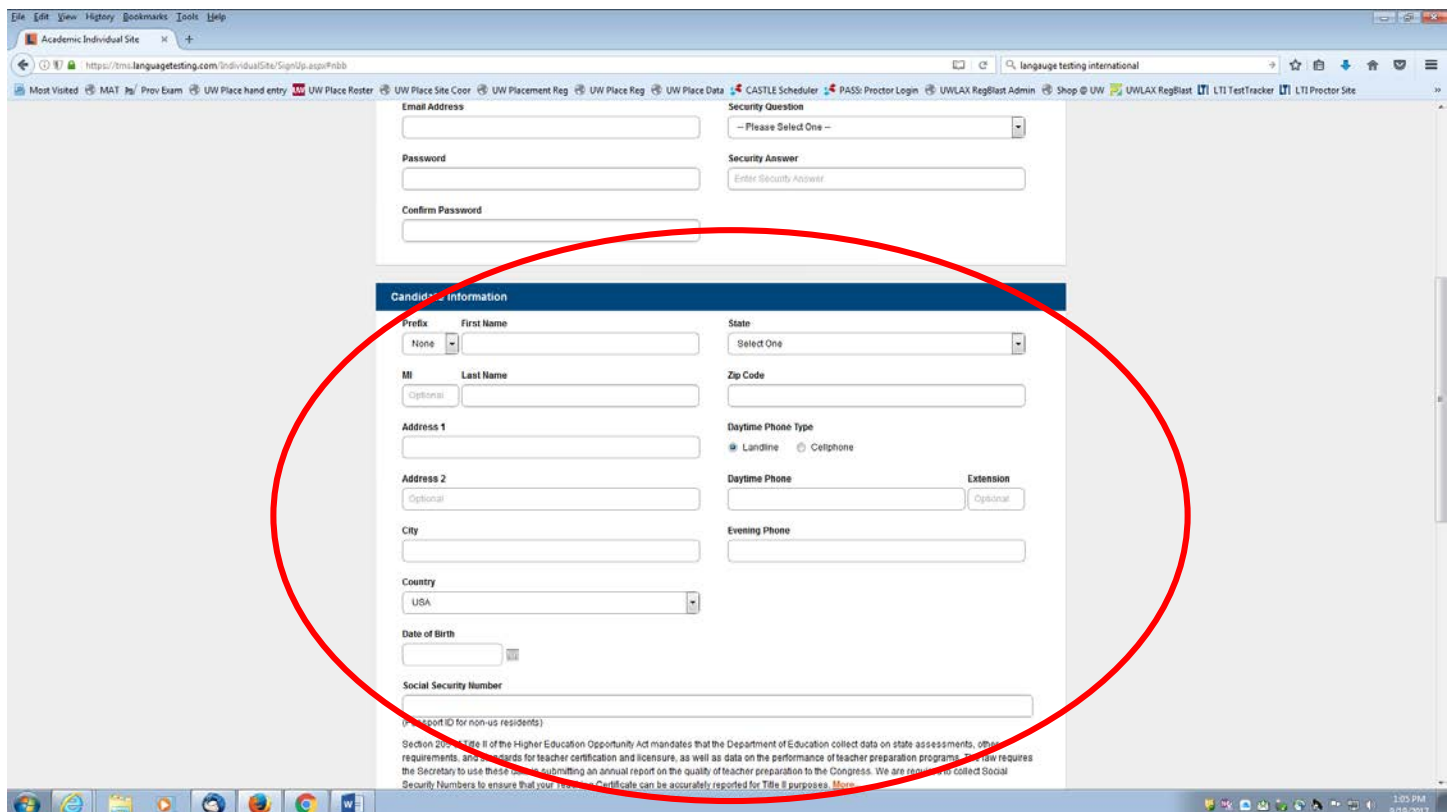 File Edit View History Bookmarks Tools Help
Academic Individual Site × +
https://tms.languagetesting.com/IndividualSite/SignUp.aspx#nbb langauge testing international
Most Visited MAT Prov Exam UW Place hand entry UW Place Roster UW Place Site Coor UW Placement Reg UW Place Reg UW Place Data CASTLE Scheduler PASS: Proctor Login UWLAX RegBlast Admin Shop @ UW UWLAX RegBlast LTI TestTracker LTI Proctor Site »
Email Address Security Question
-- Please Select One --
Password Security Answer
Enter Security Answer
Confirm Password
Candidate Information
Prefix First Name State
None Select One
MI Last Name Zip Code
Optional
Address 1 Daytime Phone Type
Landline Cellphone
Address 2 Daytime Phone Extension
Optional Optional
City Evening Phone
Country
USA
Date of Birth
Social Security Number
(Passport ID for non-us residents)
Section 205 of Title II of the Higher Education Opportunity Act mandates that the Department of Education collect data on state assessments, other
requirements, and standards for teacher certification and licensure, as well as data on the performance of teacher preparation programs. The law requires
the Secretary to use these data in submitting an annual report on the quality of teacher preparation to the Congress. We are required to collect Social
Security Numbers to ensure that your Teaching Certificate can be accurately reported for Title II purposes. More
1:05 PM